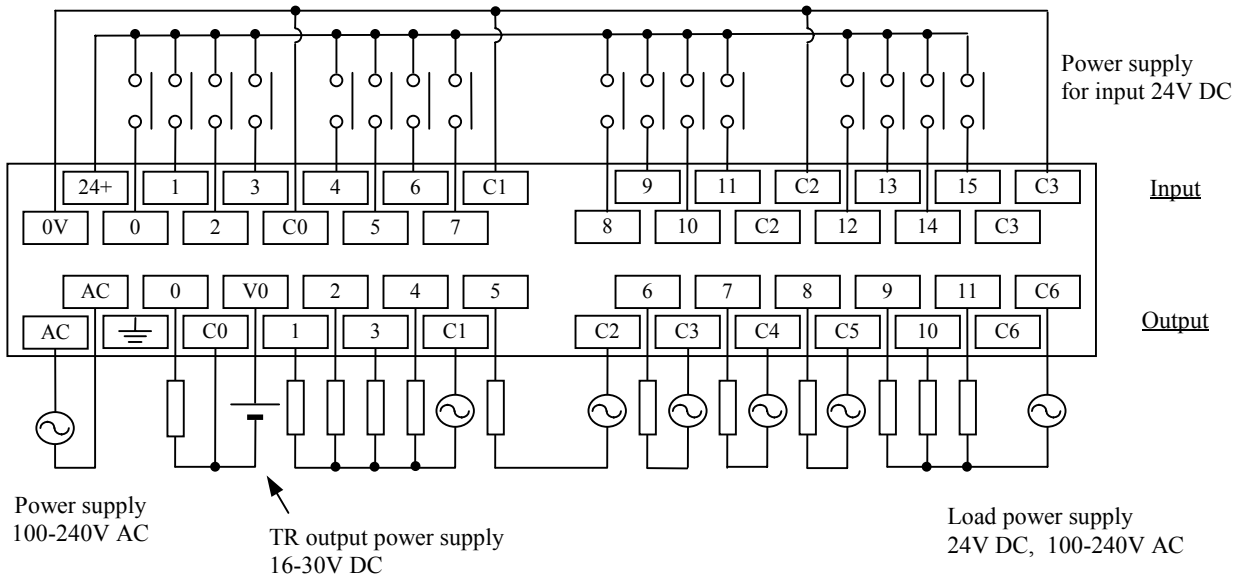 Power supply
for input 24V DC
24+ 1 3 4 6 C1 9 11 C2 13 15 C3
Input
0V 0 2 C0 5 7 8 10 C2 12 14 C3
AC 0 V0 2 4 5 6 7 8 9 11 C6
Output
AC C0 1 3 C1 C2 C3 C4 C5 10 C6
Power supply
100-240V AC
TR output power supply
16-30V DC
Load power supply
24V DC, 100-240V AC